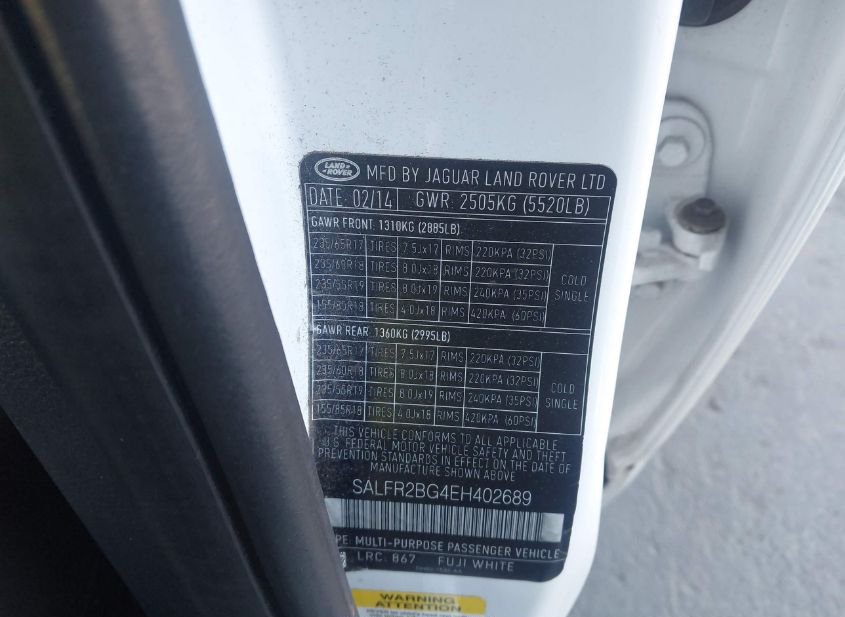 LAND ROVER MFD BY JAGUAR LAND ROVER LTD
DATE: 02/14 GWR: 2505KG (5520LB)
GAWR FRONT: 1310KG (2885LB)
235/65R17 TIRES 7.5Jx17 RIMS 220KPA (32PSI)
235/60R18 TIRES 8.0Jx18 RIMS 220KPA (32PSI)
235/55R19 TIRES 8.0Jx19 RIMS 240KPA (35PSI)
155/85R18 TIRES 4.0Jx18 RIMS 420KPA (60PSI)
COLD
SINGLE
GAWR REAR: 1360KG (2995LB)
235/65R17 TIRES 7.5Jx17 RIMS 220KPA (32PSI)
235/60R18 TIRES 8.0Jx18 RIMS 220KPA (32PSI)
235/55R19 TIRES 8.0Jx19 RIMS 240KPA (35PSI)
155/85R18 TIRES 4.0Jx18 RIMS 420KPA (60PSI)
COLD
SINGLE
THIS VEHICLE CONFORMS TO ALL APPLICABLE
U.S. FEDERAL MOTOR VEHICLE SAFETY AND THEFT
PREVENTION STANDARDS IN EFFECT ON THE DATE OF
MANUFACTURE SHOWN ABOVE
SALFR2BG4EH402689
YPE: MULTI-PURPOSE PASSENGER VEHICLE
LRC: 867 FUJI WHITE
WARNING
ATTENTION